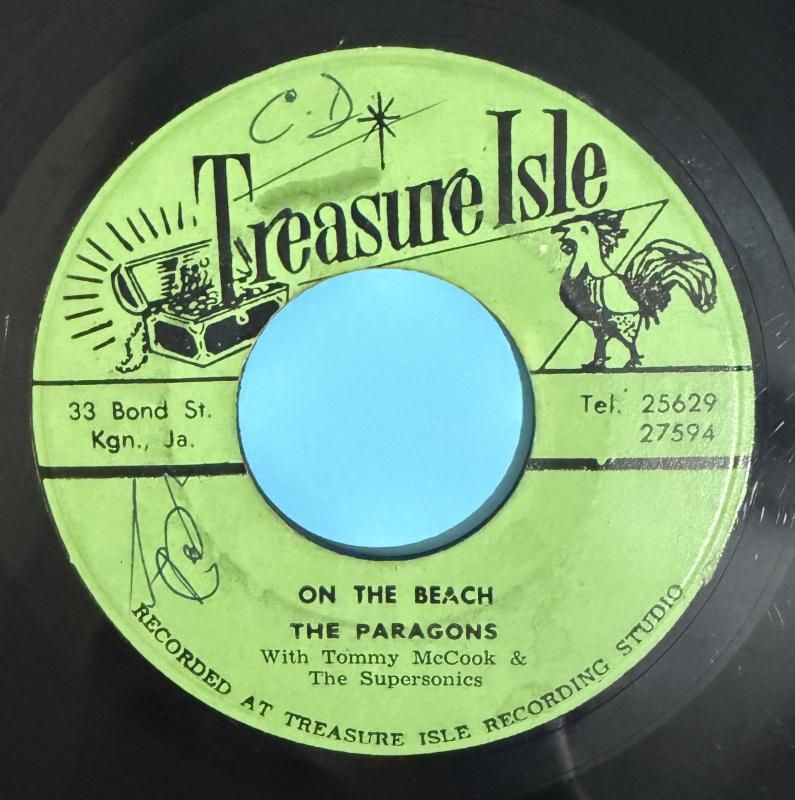 C.D
Treasure Isle
33 Bond St.
Kgn., Ja.
Tel. 25629
27594
ON THE BEACH
THE PARAGONS
With Tommy McCook &
The Supersonics
RECORDED AT TREASURE ISLE RECORDING STUDIO